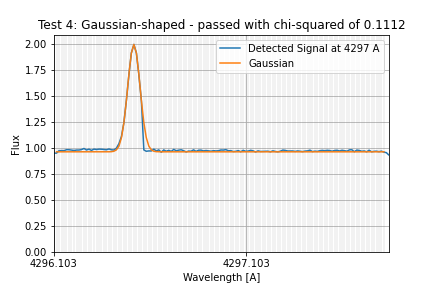 Test 4: Gaussian-shaped - passed with chi-squared of 0.1112
2.00
1.75
1.50
1.25
1.00
0.75
0.50
0.25
0.00
Flux
Detected Signal at 4297 A
Gaussian
4296.103
4297.103
Wavelength [A]